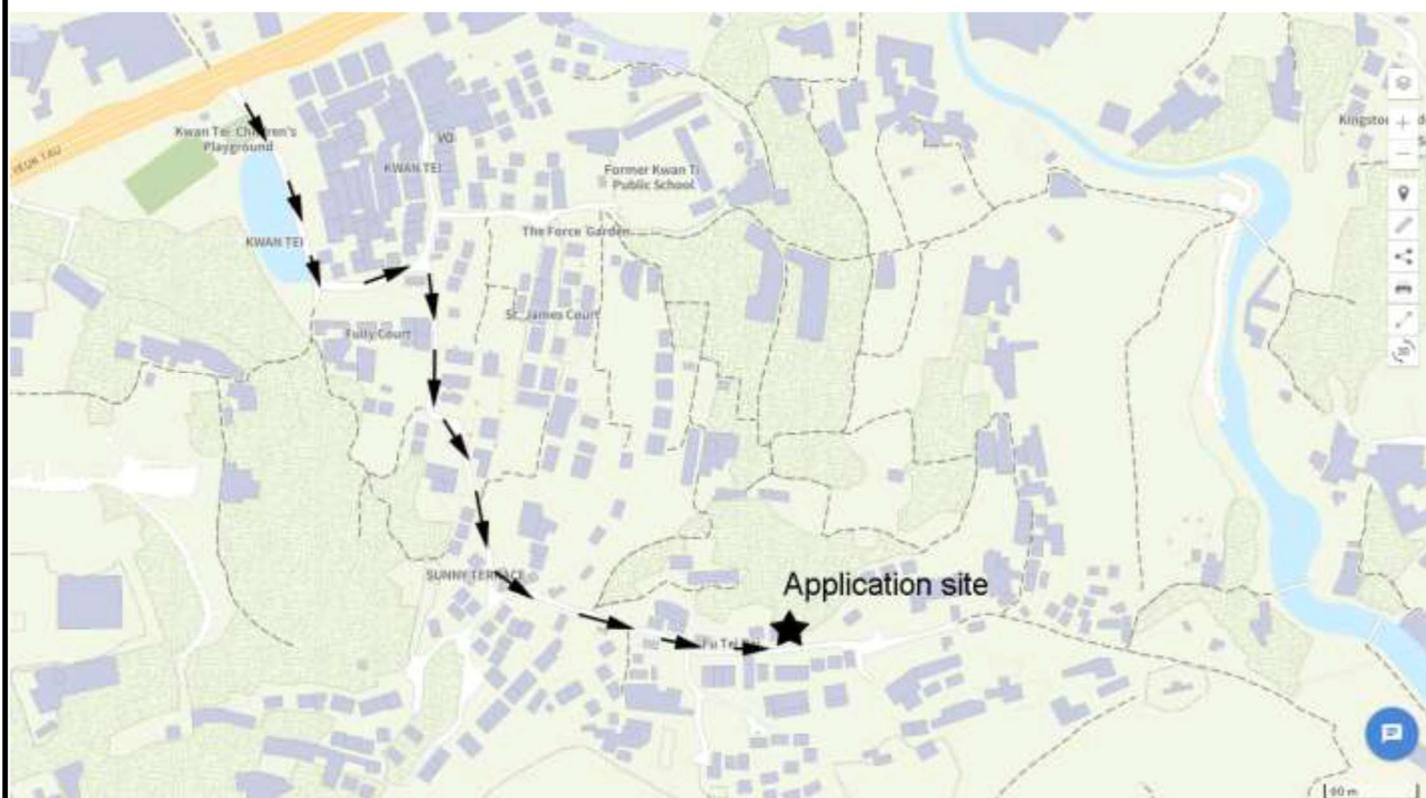 Kwan Tei Children's
Playground
VO
KWAN TEI
Former Kwan Ti
Public School
KWAN TEI
The Force Garden
St. James Court
Fully Court
SUNNY TERRACE
Application site
Fu Tei Pai